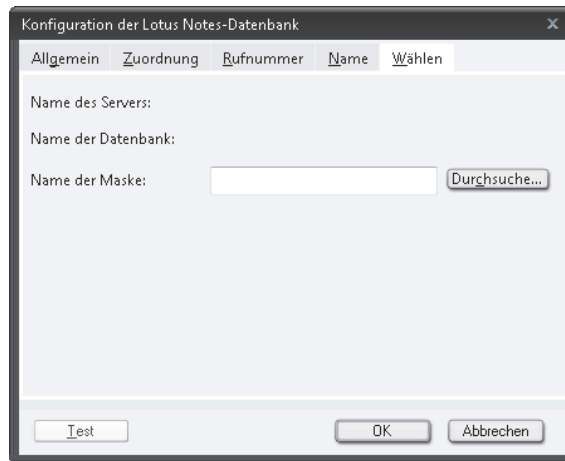 Konfiguration der Lotus Notes-Datenbank x
Allgemein Zuordnung Rufnummer Name Wählen
Name des Servers:
Name der Datenbank:
Name der Maske: Durchsuche...
Test OK Abbrechen